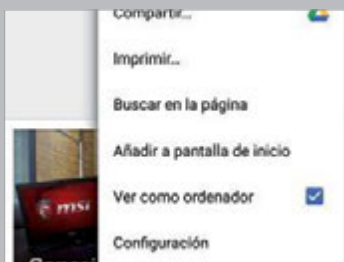 Compartir...
Imprimir...
Buscar en la página
Añadir a pantalla de inicio
msi
Ver como ordenador
Configuración